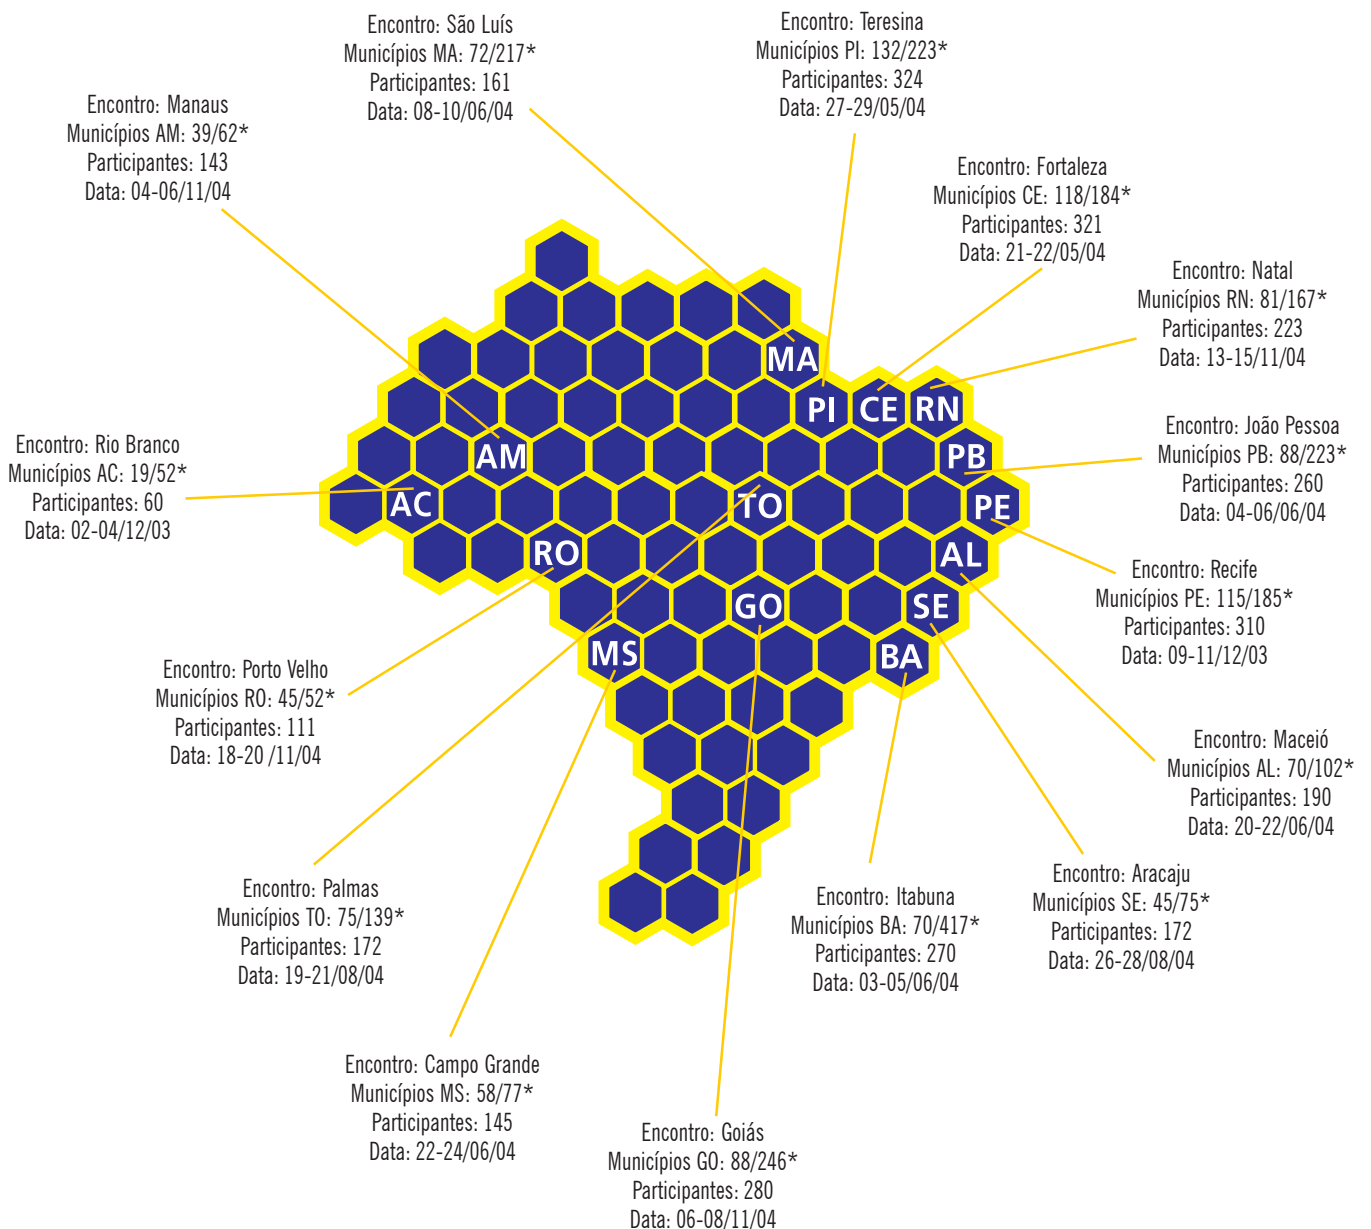 Encontro: São Luís
Municípios MA: 72/217*
Participantes: 161
Data: 08-10/06/04
Encontro: Teresina
Municípios PI: 132/223*
Participantes: 324
Data: 27-29/05/04
Encontro: Manaus
Municípios AM: 39/62*
Participantes: 143
Data: 04-06/11/04
Encontro: Fortaleza
Municípios CE: 118/184*
Participantes: 321
Data: 21-22/05/04
Encontro: Natal
Municípios RN: 81/167*
Participantes: 223
Data: 13-15/11/04
MA
PI CE RN
Encontro: Rio Branco
Municípios AC: 19/52*
Participantes: 60
Data: 02-04/12/03
AM
PB
Encontro: João Pessoa
Municípios PB: 88/223*
Participantes: 260
Data: 04-06/06/04
AC
TO
PE
RO
AL
Encontro: Recife
Municípios PE: 115/185*
Participantes: 310
Data: 09-11/12/03
GO
SE
MS
BA
Encontro: Porto Velho
Municípios RO: 45/52*
Participantes: 111
Data: 18-20 /11/04
Encontro: Maceió
Municípios AL: 70/102*
Participantes: 190
Data: 20-22/06/04
Encontro: Palmas
Municípios TO: 75/139*
Participantes: 172
Data: 19-21/08/04
Encontro: Itabuna
Municípios BA: 70/417*
Participantes: 270
Data: 03-05/06/04
Encontro: Aracaju
Municípios SE: 45/75*
Participantes: 172
Data: 26-28/08/04
Encontro: Campo Grande
Municípios MS: 58/77*
Participantes: 145
Data: 22-24/06/04
Encontro: Goiás
Municípios GO: 88/246*
Participantes: 280
Data: 06-08/11/04